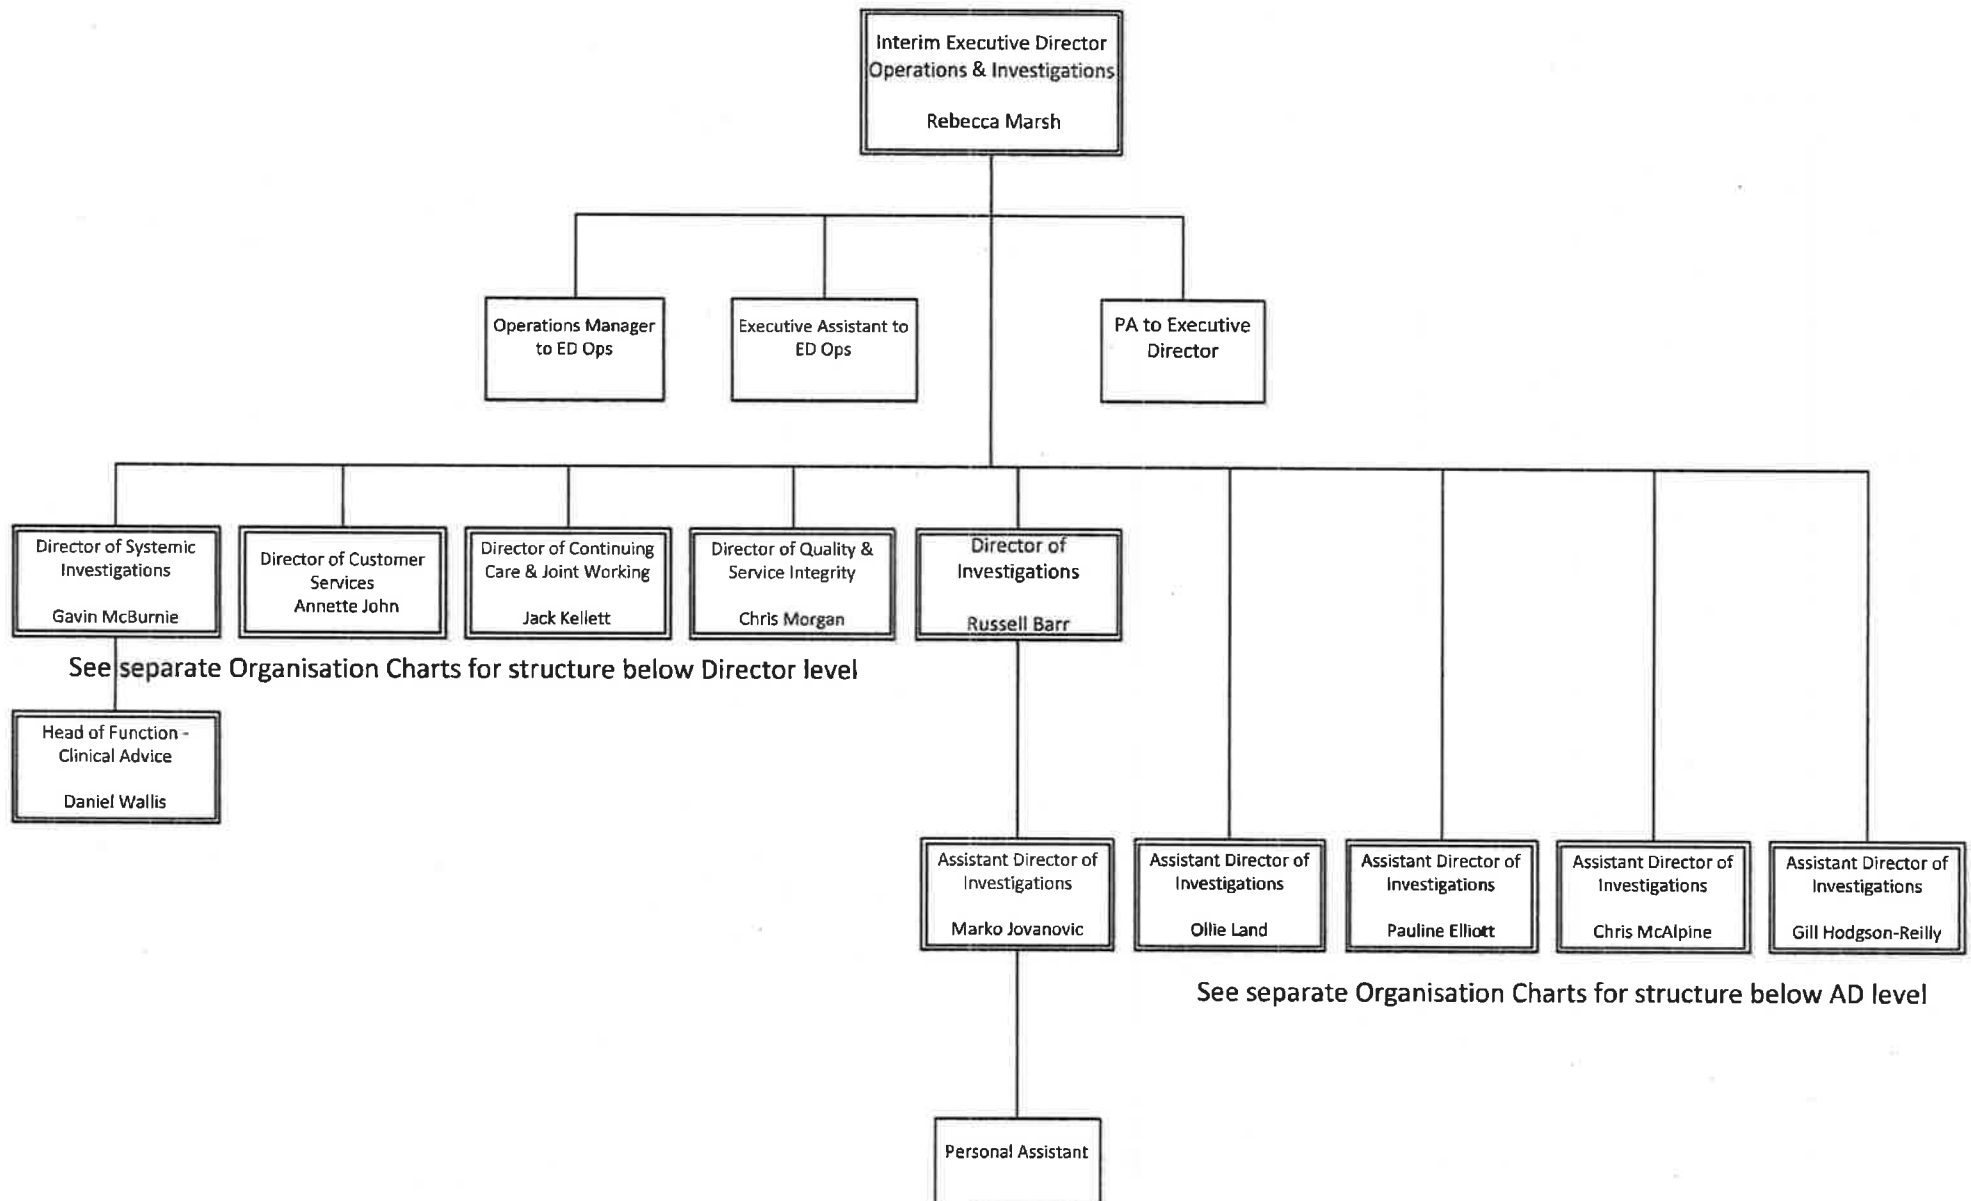 Interim Executive Director
Operations & Investigations
Rebecca Marsh
Operations Manager
to ED Ops
Executive Assistant to
ED Ops
PA to Executive
Director
Director of Systemic
Investigations
Gavin McBurnie
Director of Customer
Services
Annette John
Director of Continuing
Care & Joint Working
Jack Kellett
Director of Quality &
Service Integrity
Chris Morgan
Director of
Investigations
Russell Barr
See separate Organisation Charts for structure below Director level
Head of Function -
Clinical Advice
Daniel Wallis
Assistant Director of
Investigations
Marko Jovanovic
Assistant Director of
Investigations
Ollie Land
Assistant Director of
Investigations
Pauline Elliott
Assistant Director of
Investigations
Chris McAlpine
Assistant Director of
Investigations
Gill Hodgson-Reilly
See separate Organisation Charts for structure below AD level
Personal Assistant